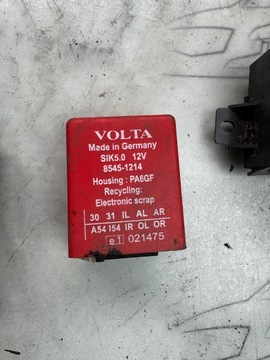 VOLTA
Made in Germany
SIK5.0 12V
8545-1214
Housing : PA6GF
Recycling:
Electronic scrap
30 31 IL AL AR
A54 I54 IR OL OR
e1 021475